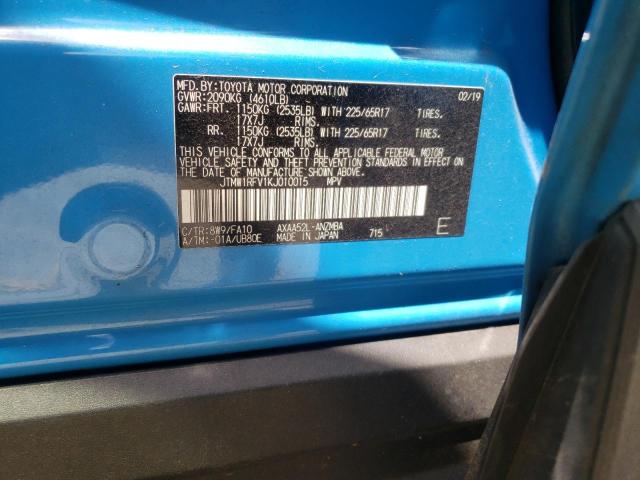 MFD.BY:TOYOTA MOTOR CORPORATION 02/19
GVWR:2090KG (4610LB)
GAWR:FRT. 1150KG (2535LB) WITH 225/65R17 TIRES.
17X7J RIMS.
RR. 1150KG (2535LB) WITH 225/65R17 TIRES.
17X7J RIMS.
THIS VEHICLE CONFORMS TO ALL APPLICABLE FEDERAL MOTOR
VEHICLE SAFETY AND THEFT PREVENTION STANDARDS IN EFFECT
ON THE DATE OF MANUFACTURE SHOWN ABOVE.
JTMW1RFV1KJ010015 MPV
C/TR:8W9/FA10 AXAA52L-ANZMBA 715 E
A/TM:-01A/UB80E MADE IN JAPAN